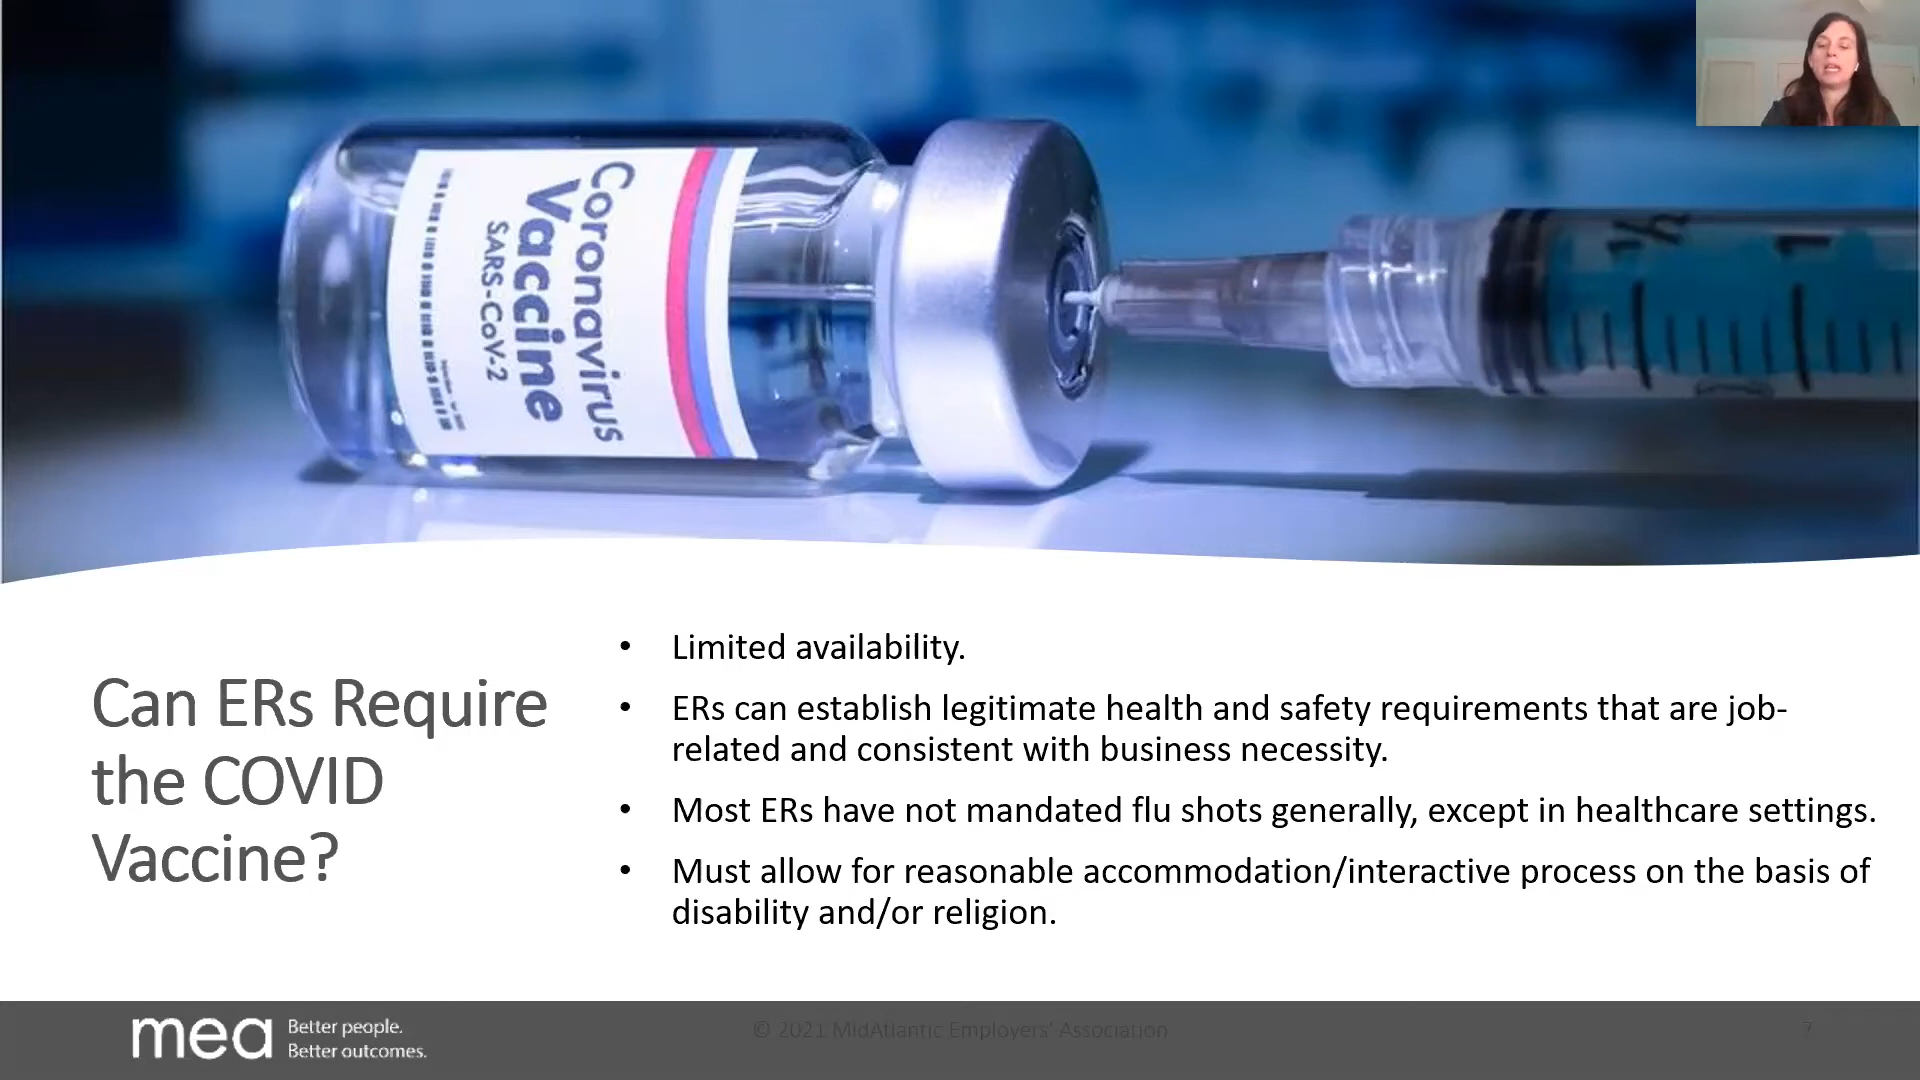 Coronavirus
Vaccine
SARS-CoV-2
Can ERs Require
the COVID
Vaccine?
• Limited availability.
• ERs can establish legitimate health and safety requirements that are job-
related and consistent with business necessity.
• Most ERs have not mandated flu shots generally, except in healthcare settings.
• Must allow for reasonable accommodation/interactive process on the basis of
disability and/or religion.
mea
Better people.
Better outcomes.
© 2021 MidAtlantic Employers' Association
7